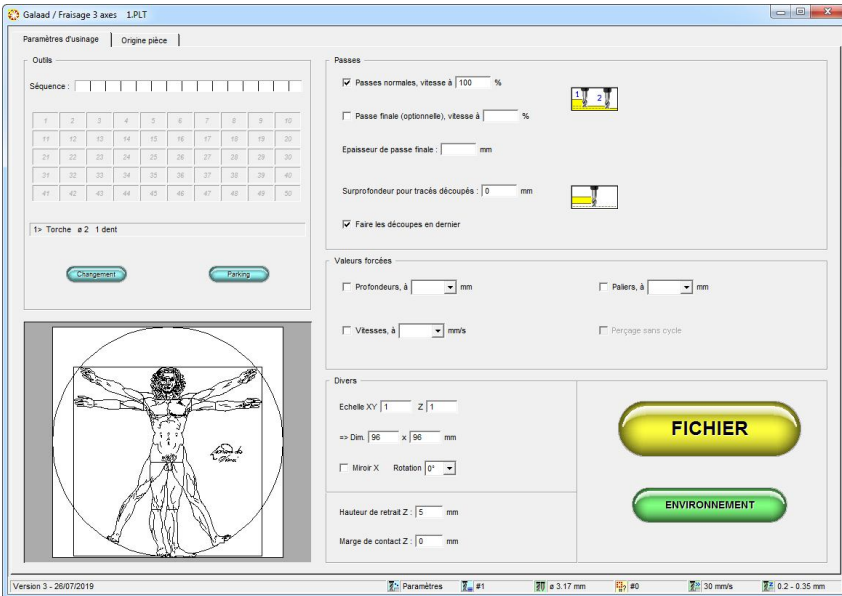 Galaad / Fraisage 3 axes   1.PLT
Paramètres d'usinage
Origine pièce
Outils
Séquence :
1 2 3 4 5 6 7 8 9 10
11 12 13 14 15 16 17 18 19 20
21 22 23 24 25 26 27 28 29 30
31 32 33 34 35 36 37 38 39 40
41 42 43 44 45 46 47 48 49 50
1> Torche ø 2 1 dent
Changement
Parking
Passes
Passes normales, vitesse à 100 %
1 2
Passe finale (optionnelle), vitesse à %
Epaisseur de passe finale : mm
Surprofondeur pour tracés découpés : 0 mm
Faire les découpes en dernier
Valeurs forcées
Profondeurs, à mm
Paliers, à mm
Vitesses, à mm/s
Perçage sans cycle
Divers
Echelle XY 1 Z 1
=> Dim. 96 x 96 mm
Miroir X Rotation 0°
Hauteur de retrait Z : 5 mm
Marge de contact Z : 0 mm
FICHIER
ENVIRONNEMENT
Version 3 - 26/07/2019
Paramètres
#1
ø 3.17 mm
#0
30 mm/s
0.2 - 0.35 mm